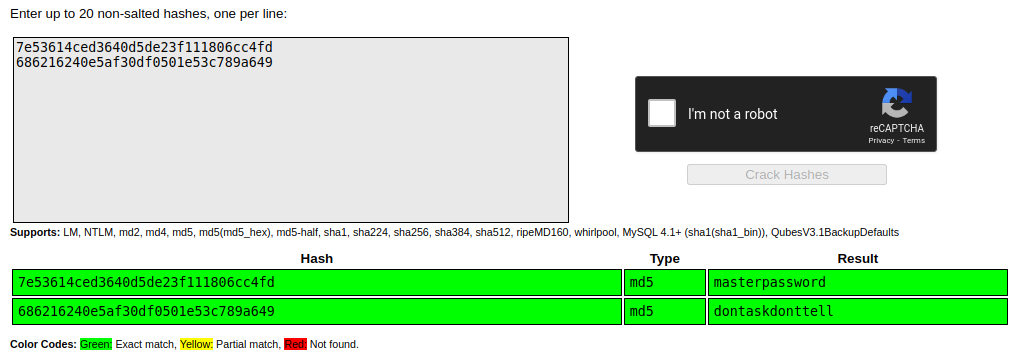 Enter up to 20 non-salted hashes, one per line:
7e53614ced3640d5de23f111806cc4fd
686216240e5af30df0501e53c789a649
I'm not a robot
reCAPTCHA
Privacy - Terms
Crack Hashes
Supports: LM, NTLM, md2, md4, md5, md5(md5_hex), md5-half, sha1, sha224, sha256, sha384, sha512, ripeMD160, whirlpool, MySQL 4.1+ (sha1(sha1_bin)), QubesV3.1BackupDefaults
Hash Type Result
7e53614ced3640d5de23f111806cc4fd md5 masterpassword
686216240e5af30df0501e53c789a649 md5 dontaskdonttell
Color Codes: Green: Exact match, Yellow: Partial match, Red: Not found.